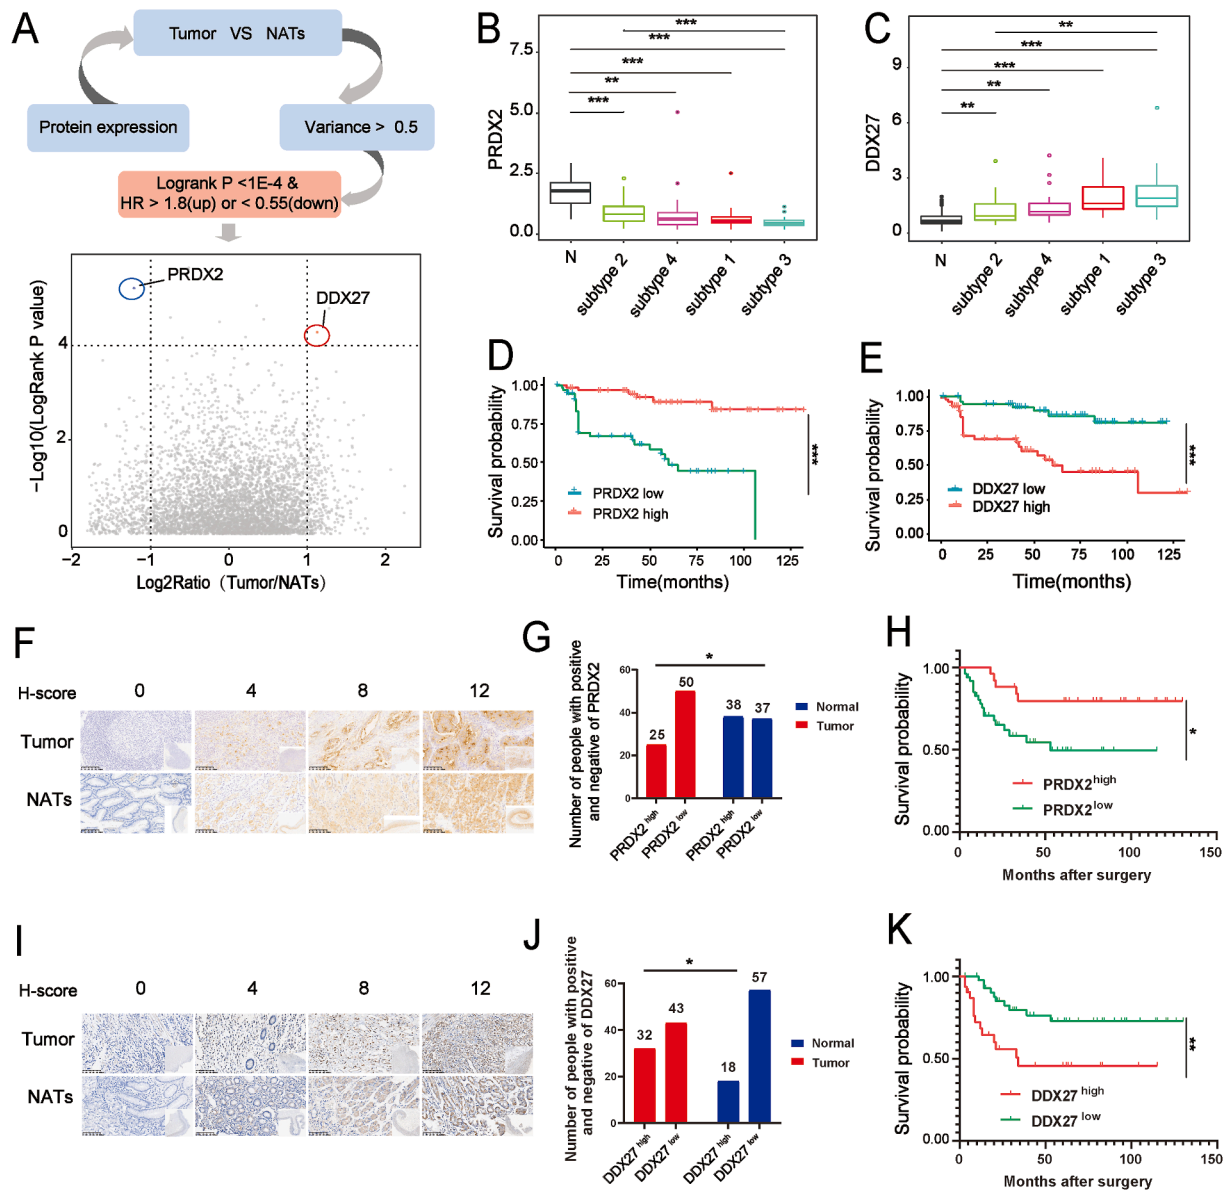 A
Tumor VS NATs
Protein expression
Variance > 0.5
Logrank P <1E-4 &
HR > 1.8(up) or < 0.55(down)
PRDX2
DDX27
−Log10(LogRank P value)
4
2
0
−2
−1
0
1
2
Log2Ratio (Tumor/NATs)
B
PRDX2
7.5
5.0
2.5
0.0
***
***
***
**
***
N
subtype 2
subtype 4
subtype 1
subtype 3
C
DDX27
9
6
3
0
**
***
***
**
**
N
subtype 2
subtype 4
subtype 1
subtype 3
D
Survival probability
1.00
0.75
0.50
0.25
0.00
PRDX2 low
PRDX2 high
***
0
25
50
75
100
125
Time(months)
E
Survival probability
1.00
0.75
0.50
0.25
0.00
DDX27 low
DDX27 high
***
0
25
50
75
100
125
Time(months)
F
H-score
0
4
8
12
Tumor
NATs
G
Number of people with positive
and negative of PRDX2
60
40
20
0
*
25
50
38
37
PRDX2 high
PRDX2 low
PRDX2 high
PRDX2 low
Normal
Tumor
H
Survival probability
1.00
0.50
0.00
PRDX2 high
PRDX2 low
*
0
50
100
150
Months after surgery
I
H-score
0
4
8
12
Tumor
NATs
J
Number of people with positive
and negative of DDX27
60
40
20
0
*
32
43
18
57
DDX27 high
DDX27 low
DDX27 high
DDX27 low
Normal
Tumor
K
Survival probability
1.00
0.50
0.00
DDX27 high
DDX27 low
**
0
50
100
150
Months after surgery